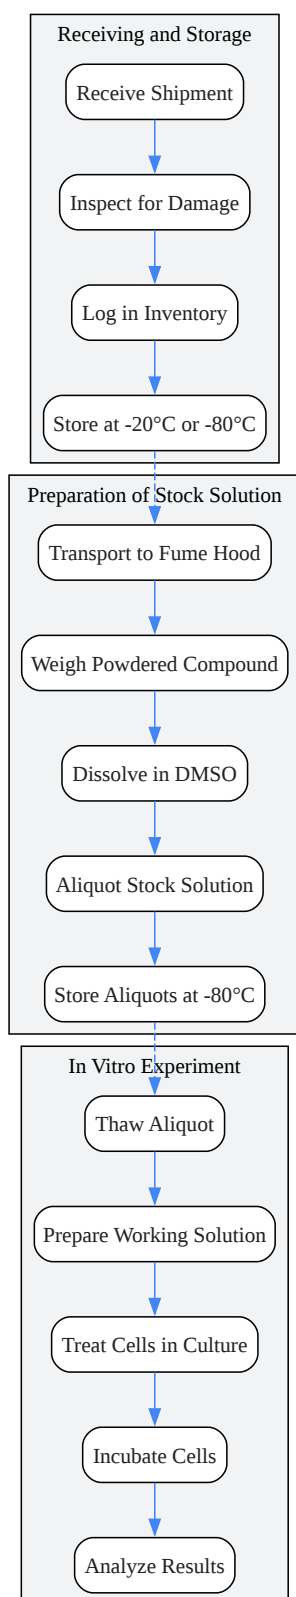 Receiving and Storage
Receive Shipment
Inspect for Damage
Log in Inventory
Store at -20°C or -80°C
Preparation of Stock Solution
Transport to Fume Hood
Weigh Powdered Compound
Dissolve in DMSO
Aliquot Stock Solution
Store Aliquots at -80°C
In Vitro Experiment
Thaw Aliquot
Prepare Working Solution
Treat Cells in Culture
Incubate Cells
Analyze Results